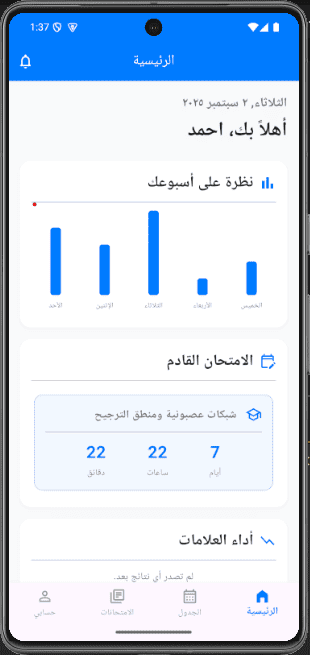 1:37
الرئيسية
الثلاثاء, ٢ سبتمبر ٢٠٢٥
أهلاً بك، احمد
نظرة على أسبوعك
الخميس الأربعاء الثلاثاء الإثنين الأحد
الامتحان القادم
شبكات عصبونية ومنطق الترجيح
7 22 22
أيام ساعات دقائق
أداء العلامات
لم تصدر أي نتائج بعد.
الرئيسية الجدول الامتحانات حسابي